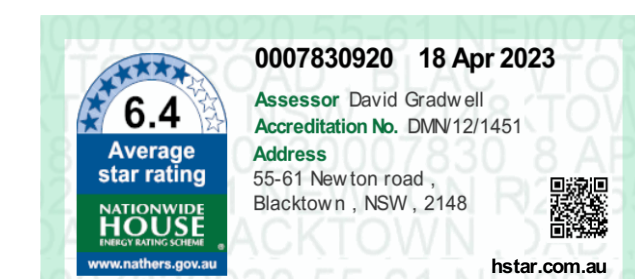 0007830920 18 Apr 2023
6.4
Average
star rating
NATIONWIDE
HOUSE
ENERGY RATING SCHEME
www.nathers.gov.au
Assessor David Gradwell
Accreditation No. DMN/12/1451
Address
55-61 Newton road ,
Blacktown , NSW , 2148
hstar.com.au